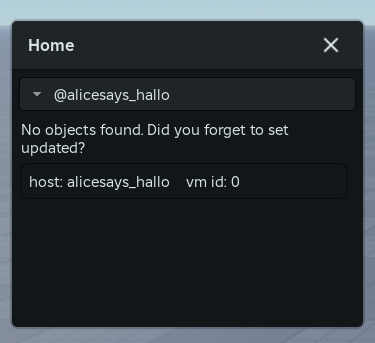 Home
@alicesays_hallo
No objects found. Did you forget to set
updated?
host: alicesays_hallo    vm id: 0